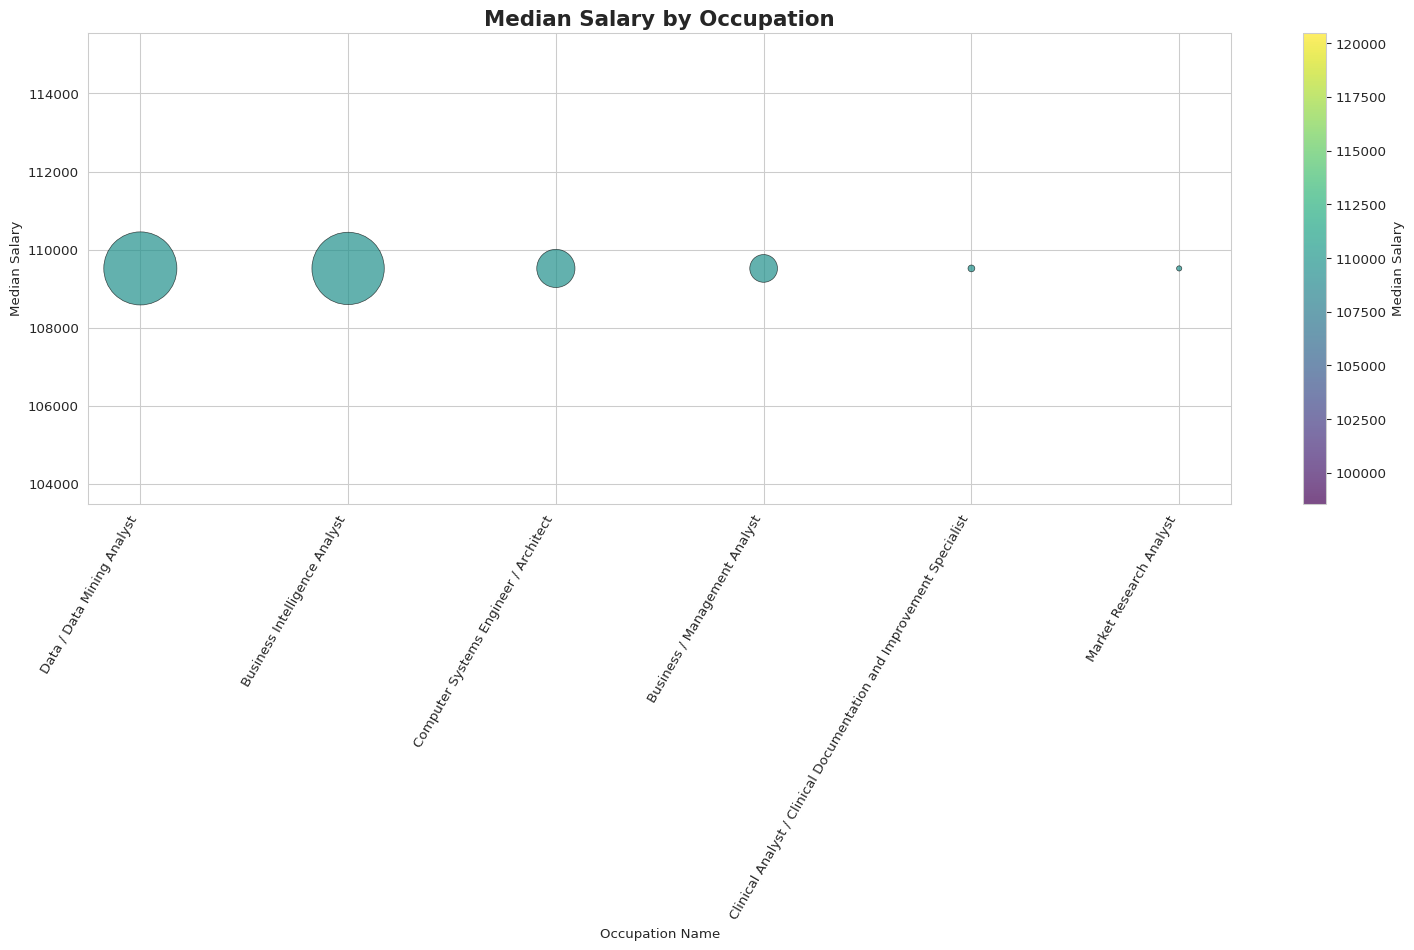 Median Salary by Occupation
Median Salary
114000
112000
110000
108000
106000
104000
Data / Data Mining Analyst
Business Intelligence Analyst
Computer Systems Engineer / Architect
Business / Management Analyst
Clinical Analyst / Clinical Documentation and Improvement Specialist
Market Research Analyst
Occupation Name
120000
117500
115000
112500
110000
107500
105000
102500
100000
Median Salary